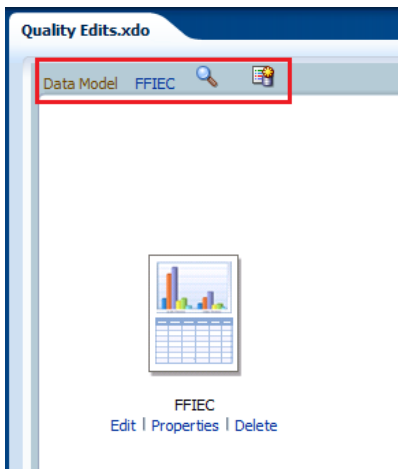 Quality Edits.xdo
Data Model FFIEC
FFIEC
Edit | Properties | Delete